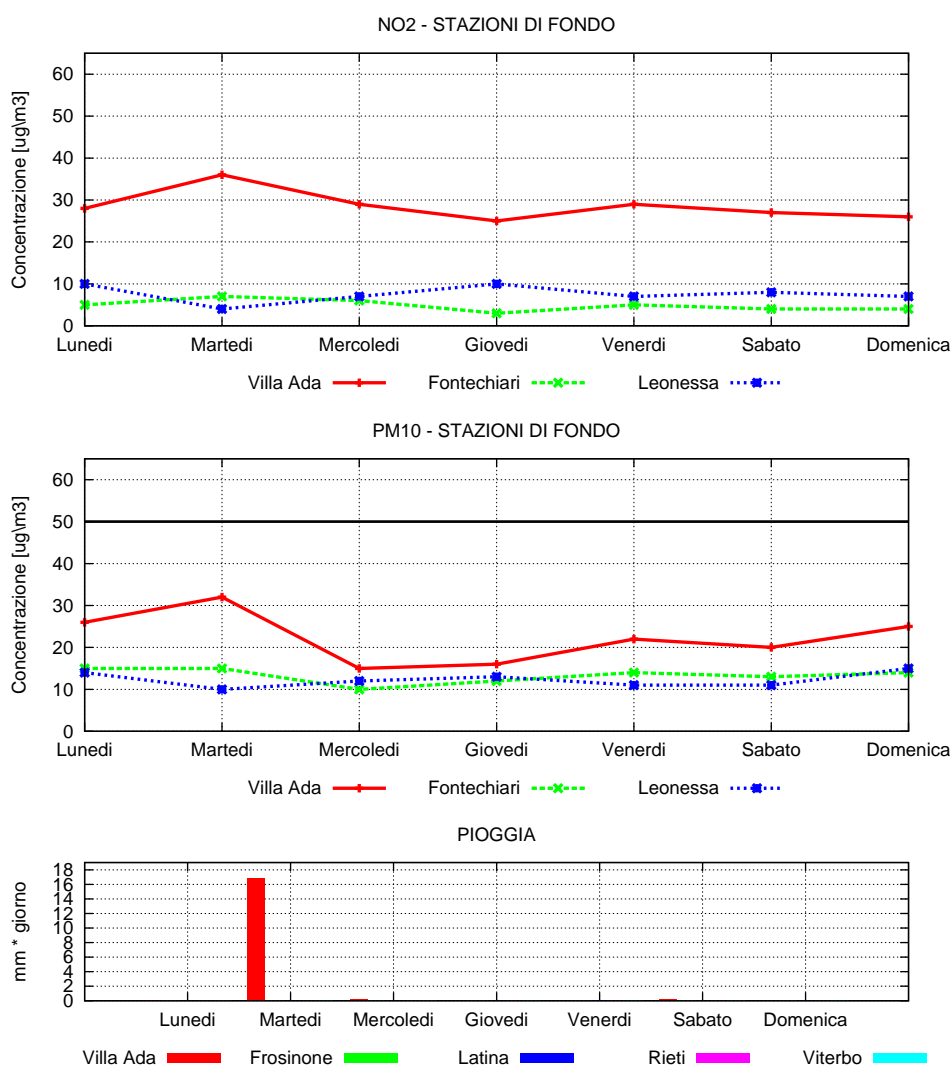 NO2 - STAZIONI DI FONDO
Concentrazione [ug\m3]
60
50
40
30
20
10
0
Lunedi Martedi Mercoledi Giovedi Venerdi Sabato Domenica
Villa Ada Fontechiari Leonessa
PM10 - STAZIONI DI FONDO
Concentrazione [ug\m3]
60
50
40
30
20
10
0
Lunedi Martedi Mercoledi Giovedi Venerdi Sabato Domenica
Villa Ada Fontechiari Leonessa
PIOGGIA
mm * giorno
18
16
14
12
10
8
6
4
2
0
Lunedi Martedi Mercoledi Giovedi Venerdi Sabato Domenica
Villa Ada Frosinone Latina Rieti Viterbo